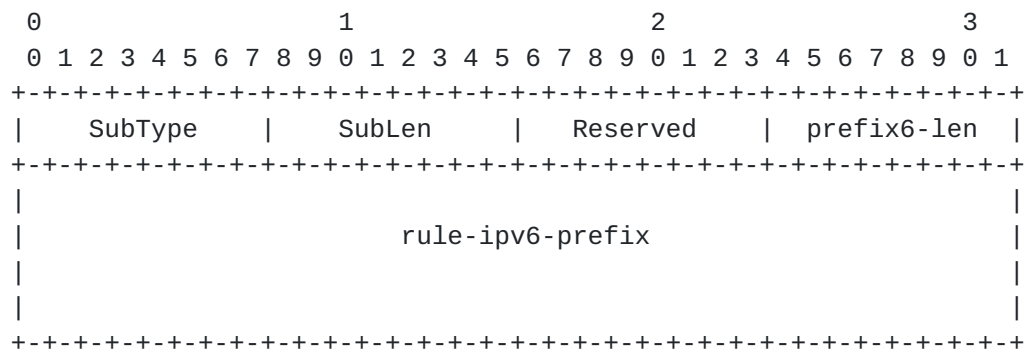 0                   1                   2                   3
 0 1 2 3 4 5 6 7 8 9 0 1 2 3 4 5 6 7 8 9 0 1 2 3 4 5 6 7 8 9 0 1
+-+-+-+-+-+-+-+-+-+-+-+-+-+-+-+-+-+-+-+-+-+-+-+-+-+-+-+-+-+-+-+-+
|    SubType    |    SubLen     |   Reserved    |  prefix6-len  |
+-+-+-+-+-+-+-+-+-+-+-+-+-+-+-+-+-+-+-+-+-+-+-+-+-+-+-+-+-+-+-+-+
|                                                               |
|                        rule-ipv6-prefix                       |
|                                                               |
|                                                               |
+-+-+-+-+-+-+-+-+-+-+-+-+-+-+-+-+-+-+-+-+-+-+-+-+-+-+-+-+-+-+-+-+